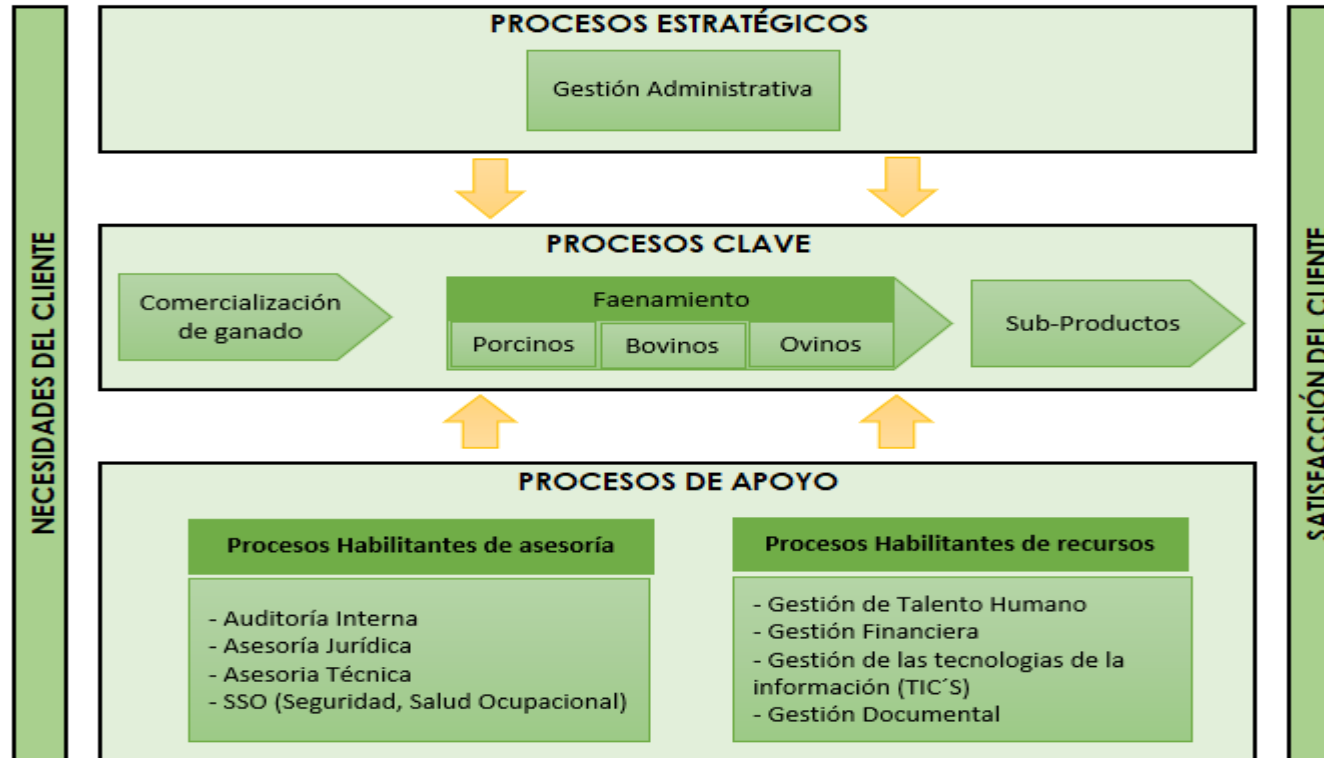 PROCESOS ESTRATÉGICOS
Gestión Administrativa
NECESIDADES DEL CLIENTE
PROCESOS CLAVE
Comercialización
de ganado
Faenamiento
Porcinos
Bovinos
Ovinos
Sub-Productos
SATISFACCIÓN DEL CLIENTE
PROCESOS DE APOYO
Procesos Habilitantes de asesoría
- Auditoría Interna
- Asesoría Jurídica
- Asesoria Técnica
- SSO (Seguridad, Salud Ocupacional)
Procesos Habilitantes de recursos
- Gestión de Talento Humano
- Gestión Financiera
- Gestión de las tecnologias de la
información (TIC´S)
- Gestión Documental